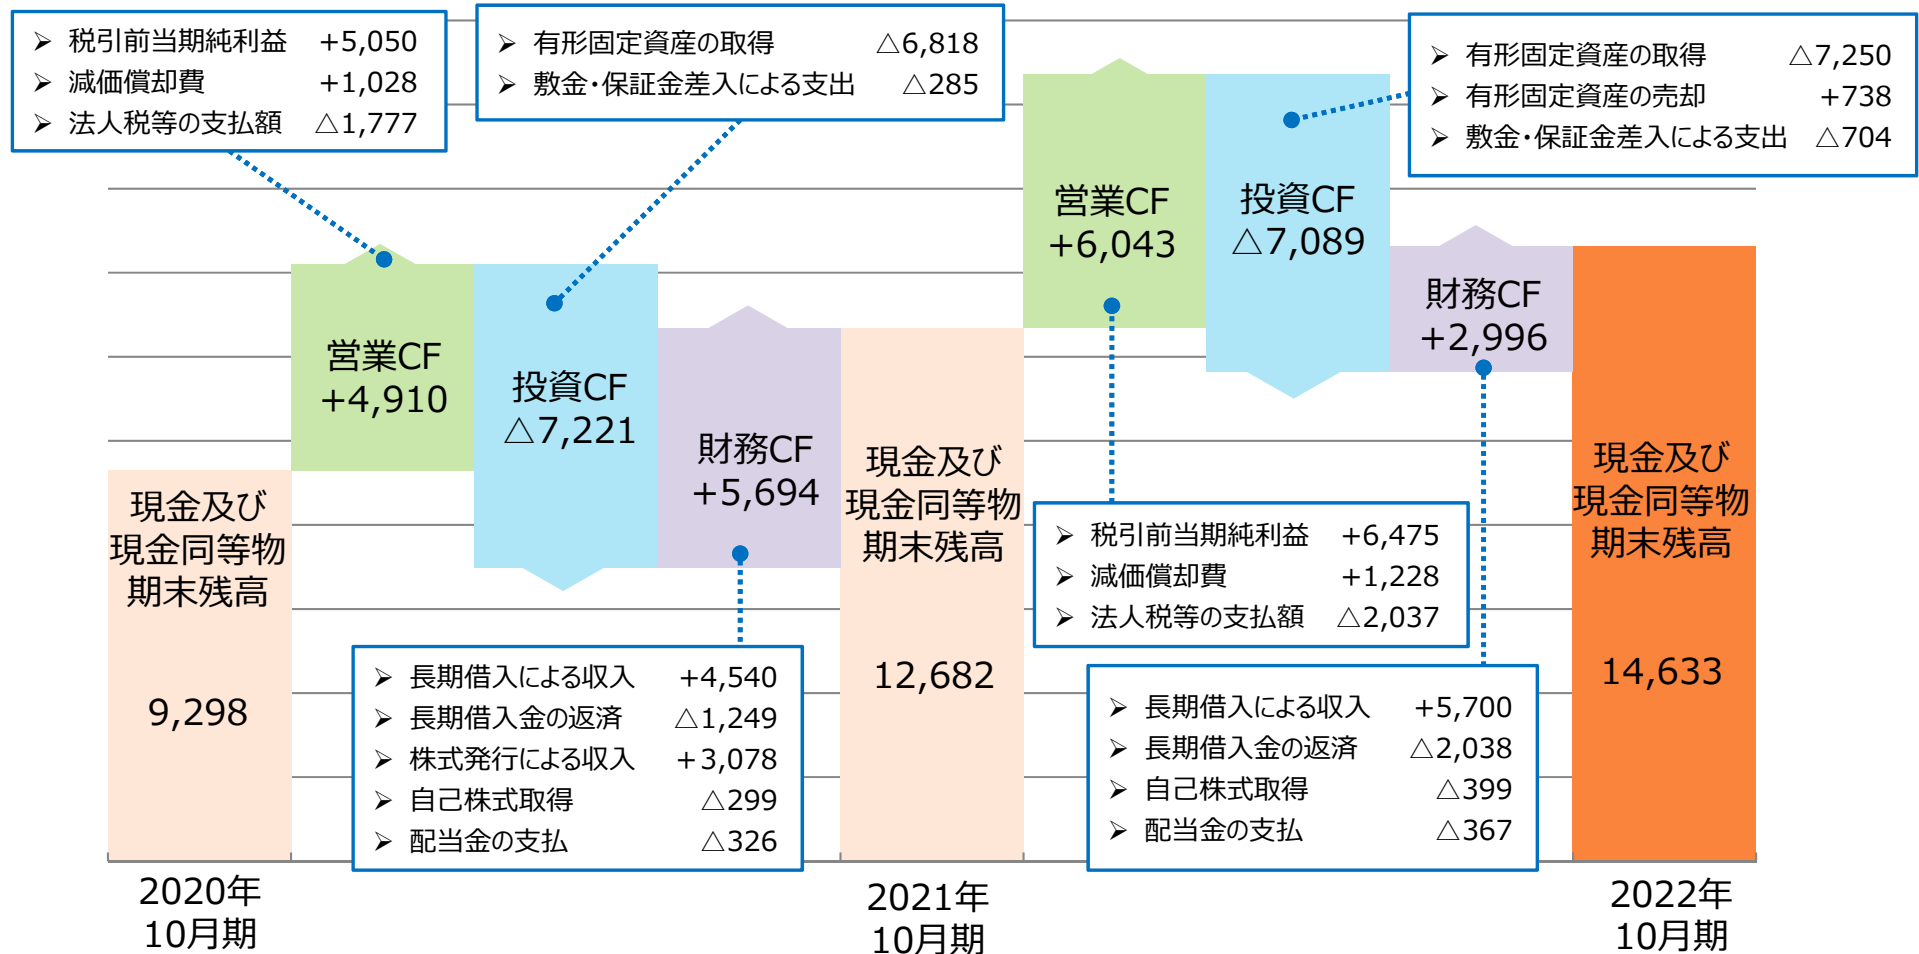 ➢ 税引前当期純利益 +5,050
➢ 減価償却費 +1,028
➢ 法人税等の支払額 △1,777
➢ 有形固定資産の取得 △6,818
➢ 敷金・保証金差入による支出 △285
➢ 有形固定資産の取得 △7,250
➢ 有形固定資産の売却 +738
➢ 敷金・保証金差入による支出 △704
現金及び
現金同等物
期末残高
9,298
営業CF
+4,910
投資CF
△7,221
財務CF
+5,694
現金及び
現金同等物
期末残高
12,682
営業CF
+6,043
投資CF
△7,089
財務CF
+2,996
現金及び
現金同等物
期末残高
14,633
➢ 長期借入による収入 +4,540
➢ 長期借入金の返済 △1,249
➢ 株式発行による収入 +3,078
➢ 自己株式取得 △299
➢ 配当金の支払 △326
➢ 税引前当期純利益 +6,475
➢ 減価償却費 +1,228
➢ 法人税等の支払額 △2,037
➢ 長期借入による収入 +5,700
➢ 長期借入金の返済 △2,038
➢ 自己株式取得 △399
➢ 配当金の支払 △367
2020年
10月期
2021年
10月期
2022年
10月期